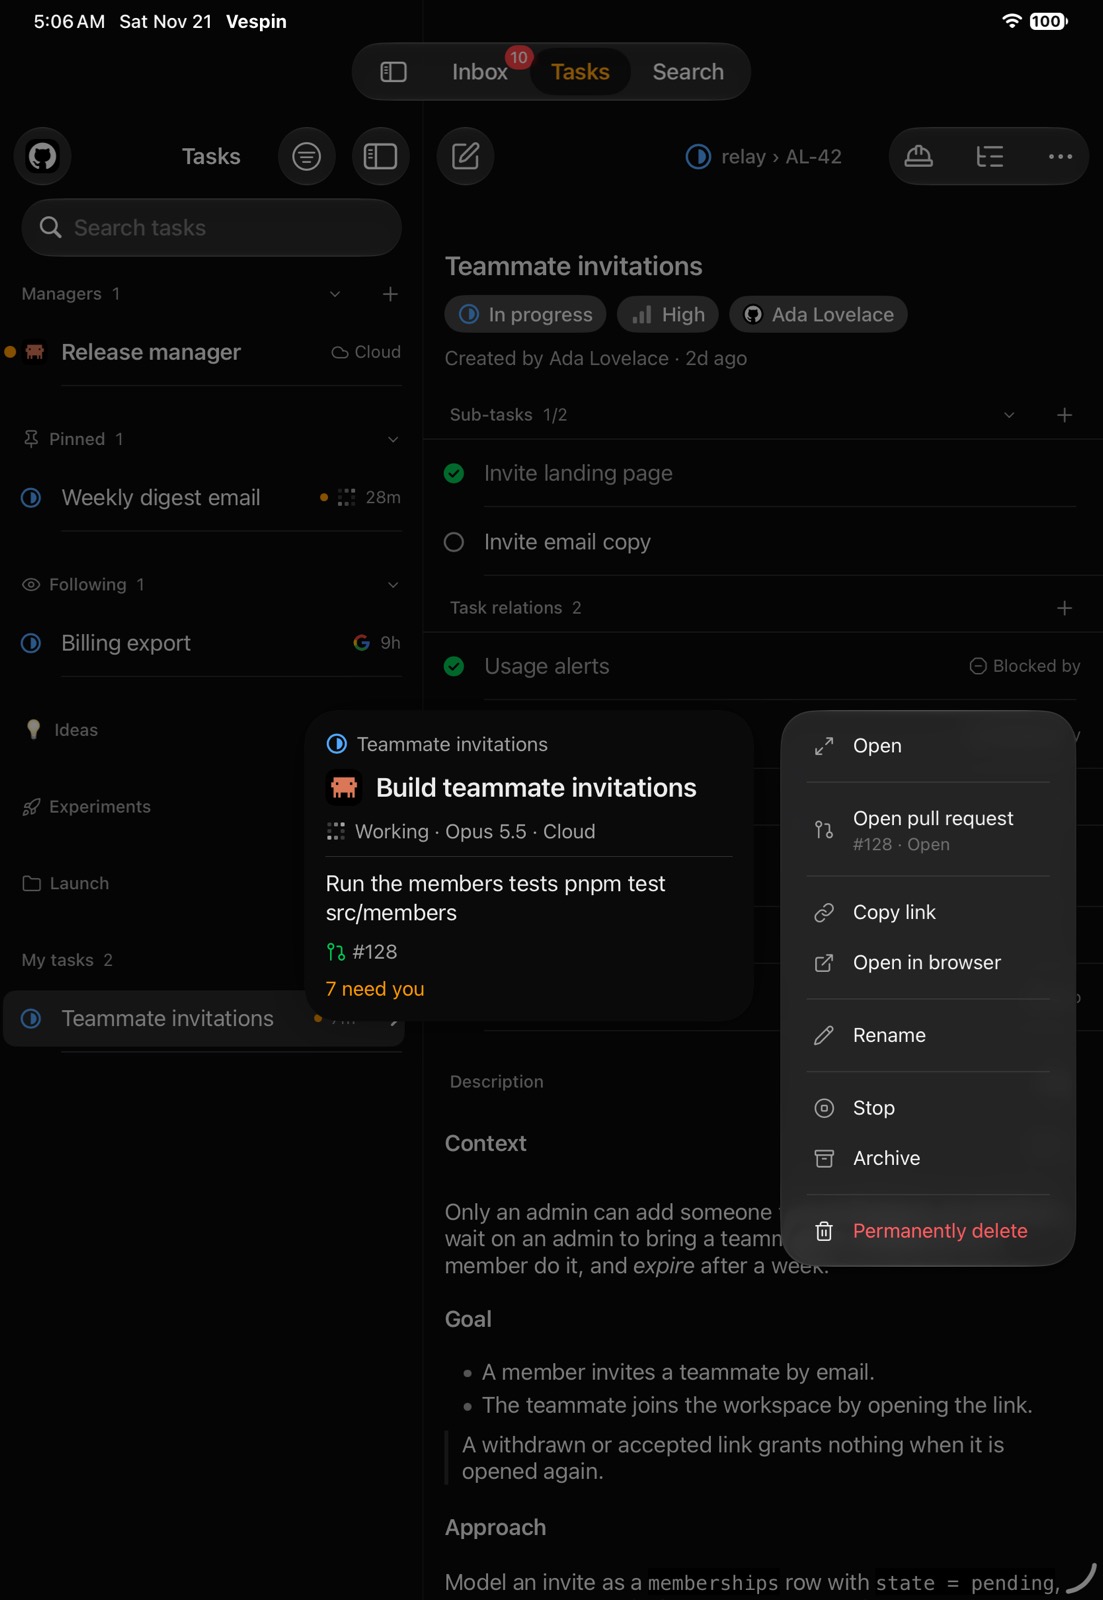 5:06 AM Sat Nov 21 Vespin
100
Inbox
10
Tasks
Search
Tasks
relay › AL-42
Search tasks
Managers 1
Release manager
Cloud
Pinned 1
Weekly digest email
28m
Following 1
Billing export
9h
Ideas
Experiments
Launch
My tasks 2
Teammate invitations
Teammate invitations
In progress
High
Ada Lovelace
Created by Ada Lovelace · 2d ago
Sub-tasks 1/2
Invite landing page
Invite email copy
Task relations 2
Usage alerts
Blocked by
Teammate invitations
Build teammate invitations
Working · Opus 5.5 · Cloud
Run the members tests pnpm test
src/members
#128
7 need you
Open
Open pull request
#128 · Open
Copy link
Open in browser
Rename
Stop
Archive
Permanently delete
Description
Context
Only an admin can add someone
wait on an admin to bring a
member do it, and expire after a week.
Goal
• A member invites a teammate by email.
• The teammate joins the workspace by opening the link.
A withdrawn or accepted link grants nothing when it is
opened again.
Approach
Model an invite as a memberships row with state = pending,